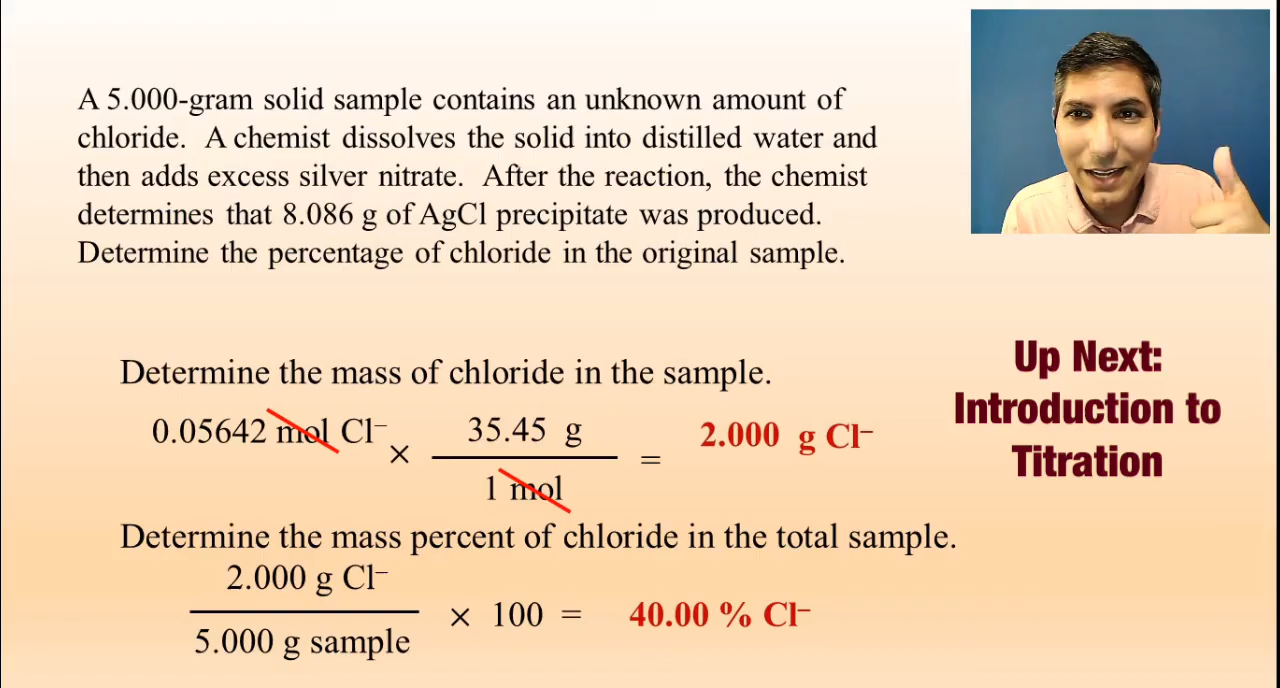 A 5.000-gram solid sample contains an unknown amount of
chloride. A chemist dissolves the solid into distilled water and
then adds excess silver nitrate. After the reaction, the chemist
determines that 8.086 g of AgCl precipitate was produced.
Determine the percentage of chloride in the original sample.
Determine the mass of chloride in the sample.
0.05642 mol Cl⁻ × 35.45 g
1 mol
= 2.000 g Cl⁻
Determine the mass percent of chloride in the total sample.
2.000 g Cl⁻
5.000 g sample
× 100 = 40.00 % Cl⁻
Up Next:
Introduction to
Titration